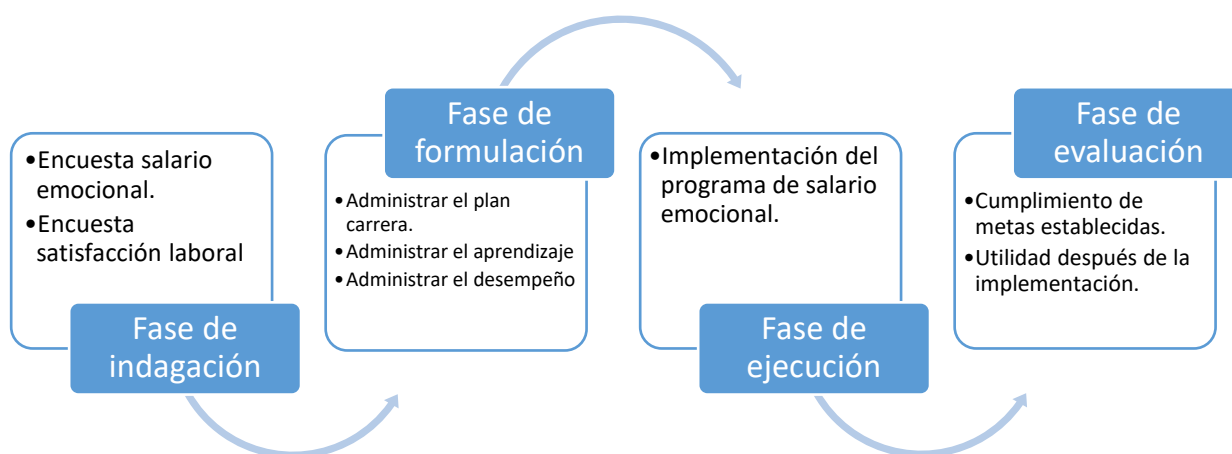 •Encuesta salario
emocional.
•Encuesta
satisfacción laboral
Fase de
indagación
Fase de
formulación
•Administrar el plan
carrera.
•Administrar el aprendizaje
•Administrar el desempeño
•Implementación del
programa de salario
emocional.
Fase de
ejecución
Fase de
evaluación
•Cumplimiento de
metas establecidas.
•Utilidad después de la
implementación.